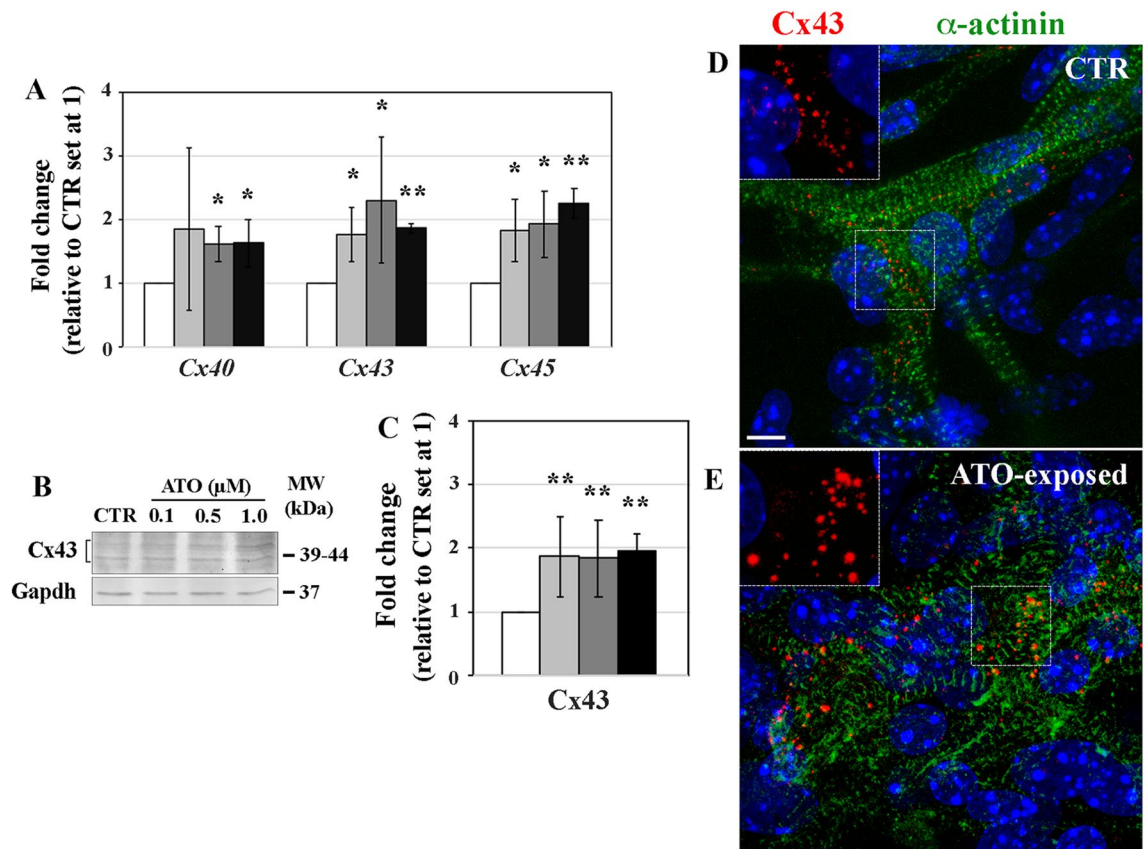 A
Fold change
(relative to CTR set at 1)
4
3
2
1
0
*
*
*
*
**
*
*
**
*
Cx40
Cx43
Cx45
B
ATO (µM)
MW
(kDa)
CTR 0.1 0.5 1.0
Cx43
39-44
Gapdh
37
C
Fold change
(relative to CTR set at 1)
4
3
2
1
0
**
**
**
Cx43
Cx43
α-actinin
D
CTR
E
ATO-exposed